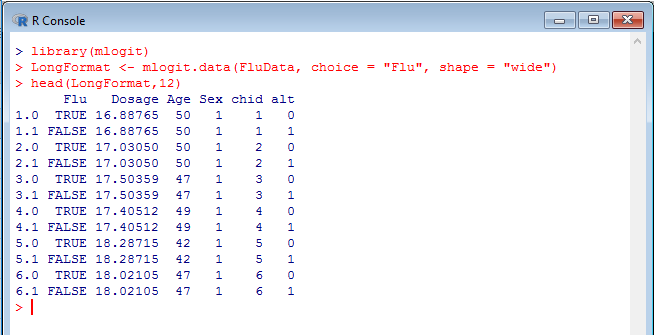 R Console
> library(mlogit)
> LongFormat <- mlogit.data(FluData, choice = "Flu", shape = "wide")
> head(LongFormat,12)
Flu Dosage Age Sex chid alt
1.0 TRUE 16.88765 50 1 1 0
1.1 FALSE 16.88765 50 1 1 1
2.0 TRUE 17.03050 50 1 2 0
2.1 FALSE 17.03050 50 1 2 1
3.0 TRUE 17.50359 47 1 3 0
3.1 FALSE 17.50359 47 1 3 1
4.0 TRUE 17.40512 49 1 4 0
4.1 FALSE 17.40512 49 1 4 1
5.0 TRUE 18.28715 42 1 5 0
5.1 FALSE 18.28715 42 1 5 1
6.0 TRUE 18.02105 47 1 6 0
6.1 FALSE 18.02105 47 1 6 1
>